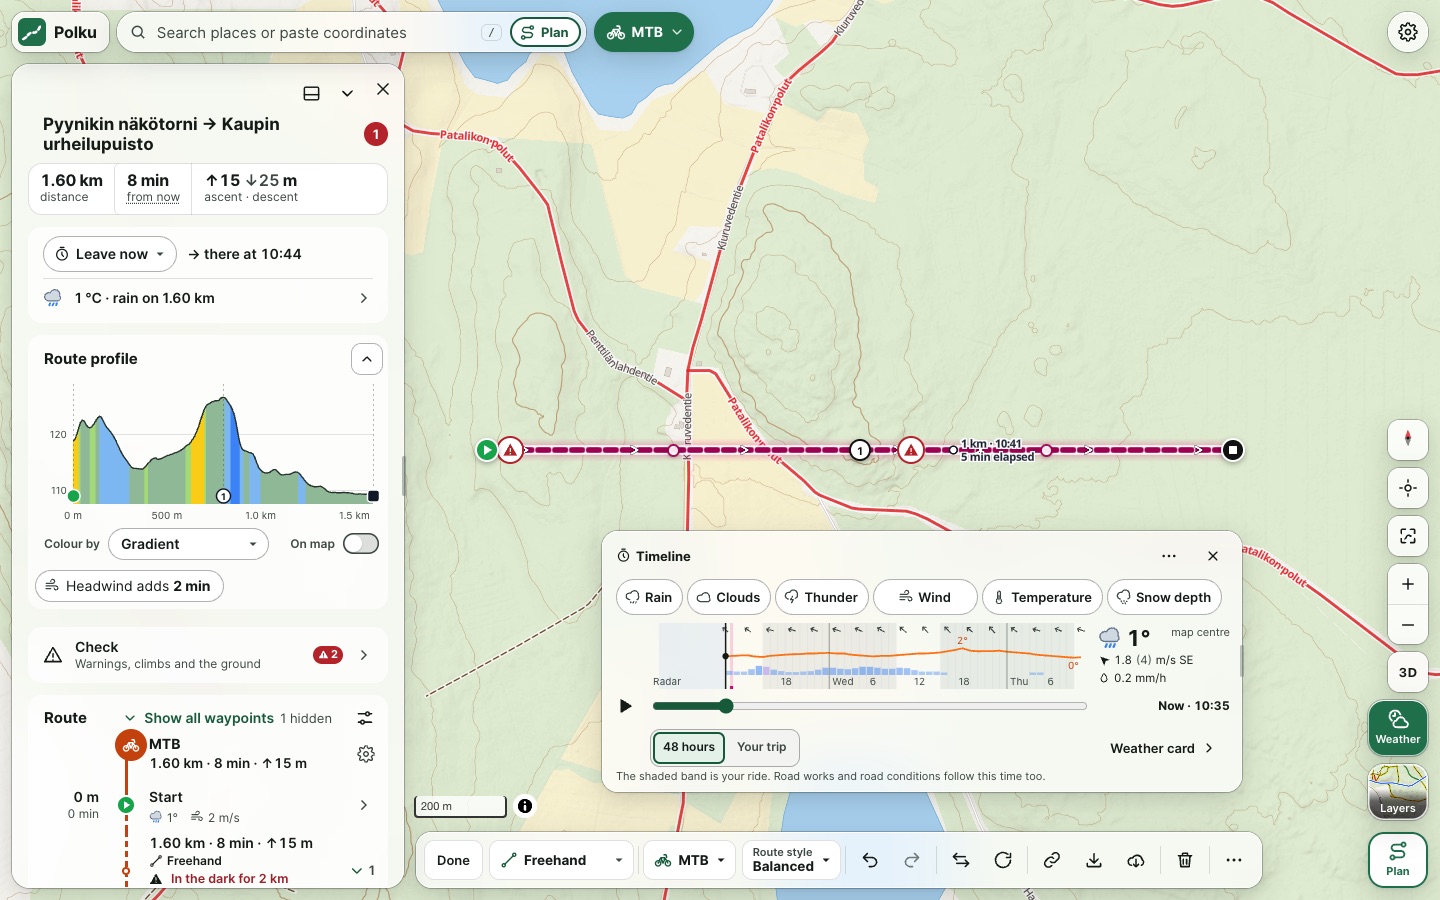 Polku
Search places or paste coordinates
/
Plan
MTB
Pyynikin näkötorni → Kaupin
urheilupuisto
1
1.60 km
distance
8 min
from now
↑15 ↓25 m
ascent · descent
Leave now
→ there at 10:44
1 °C · rain on 1.60 km
Route profile
120
110
1
0 m
500 m
1.0 km
1.5 km
Colour by
Gradient
On map
Headwind adds 2 min
Check
Warnings, climbs and the ground
2
Route
Show all waypoints
1 hidden
MTB
1.60 km · 8 min · ↑15 m
0 m
0 min
Start
1°
2 m/s
1.60 km · 8 min · ↑15 m
Freehand
In the dark for 2 km
1
Patalikon polut
Patalikon polut
Kiuruvedentie
Penttilänlahdentie
1
1 km · 10:41
5 min elapsed
Timeline
Rain
Clouds
Thunder
Wind
Temperature
Snow depth
Radar
18
Wed
6
12
18
Thu
6
2°
0°
1°
map centre
1.8 (4) m/s SE
0.2 mm/h
Now · 10:35
48 hours
Your trip
Weather card
The shaded band is your ride. Road works and road conditions follow this time too.
200 m
Done
Freehand
MTB
Route style
Balanced
3D
Weather
Layers
Plan